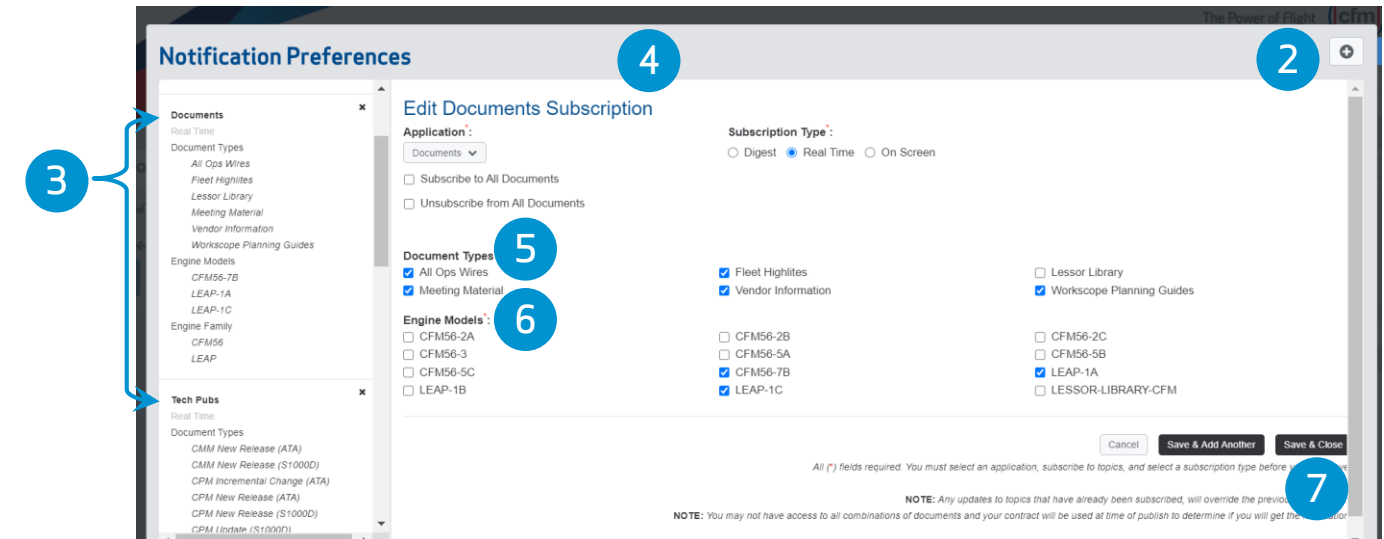 The Power of Flight cfm
Notification Preferences
4
2
3
Documents
Real Time
Document Types
All Ops Wires
Fleet Highlites
Lessor Library
Meeting Material
Vendor Information
Workscope Planning Guides
Engine Models
CFM56-7B
LEAP-1A
LEAP-1C
Engine Family
CFM56
LEAP
Tech Pubs
Real Time
Document Types
CMM New Release (ATA)
CMM New Release (S1000D)
CPM Incremental Change (ATA)
CPM New Release (ATA)
CPM New Release (S1000D)
CPM Update (S1000D)
Edit Documents Subscription
Application*: Subscription Type*:
Documents Digest Real Time On Screen
Subscribe to All Documents
Unsubscribe from All Documents
5
Document Types
All Ops Wires Fleet Highlites Lessor Library
Meeting Material Vendor Information Workscope Planning Guides
6
Engine Models*:
CFM56-2A CFM56-2B CFM56-2C
CFM56-3 CFM56-5A CFM56-5B
CFM56-5C CFM56-7B LEAP-1A
LEAP-1B LEAP-1C LESSOR-LIBRARY-CFM
Cancel Save & Add Another Save & Close
All (*) fields required. You must select an application, subscribe to topics, and select a subscription type before
7
NOTE: Any updates to topics that have already been subscribed, will override the
NOTE: You may not have access to all combinations of documents and your contract will be used at time of publish to determine if you will get the